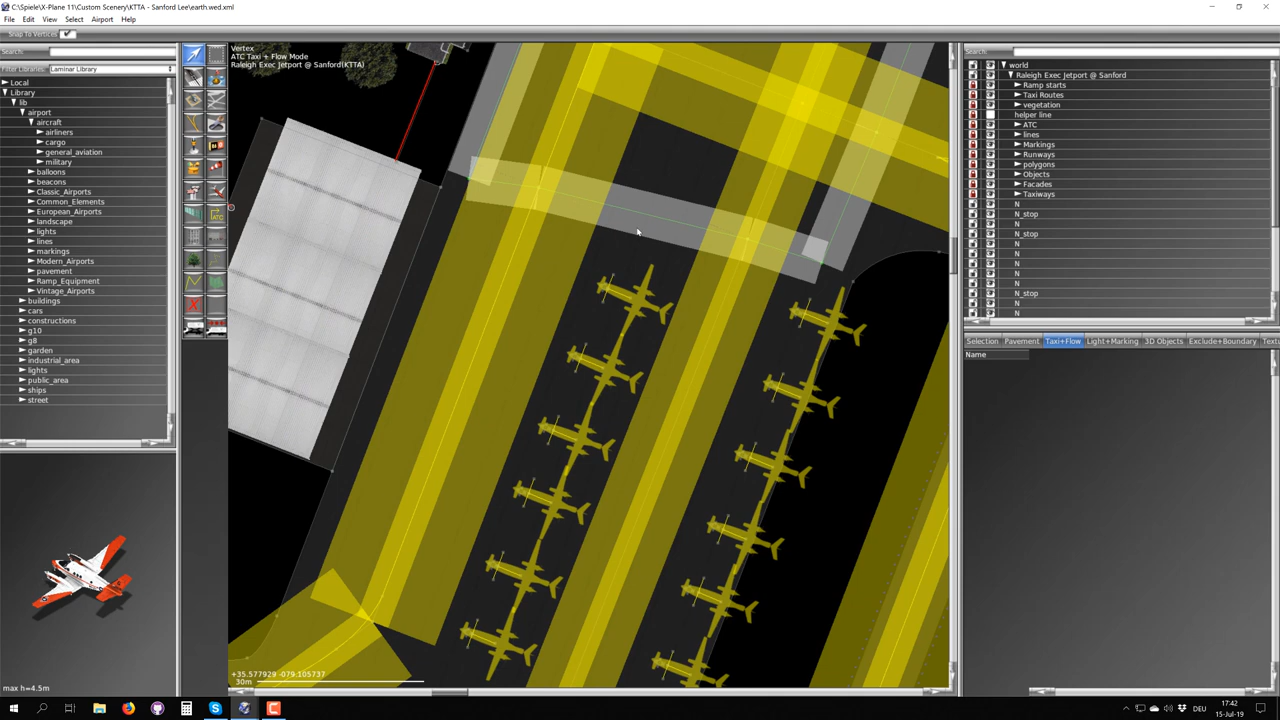 C:\Spiele\X-Plane 11\Custom Scenery\KTTA - Sanford Lee\earth.wed.xml
File Edit View Select Airport Help
Snap To Vertices
Search:
Filter Libraries: Laminar Library
Local
Library
lib
airport
aircraft
airliners
cargo
general_aviation
military
balloons
beacons
Classic_Airports
Common_Elements
European_Airports
landscape
lights
lines
markings
Modern_Airports
pavement
Ramp_Equipment
Vintage_Airports
buildings
cars
constructions
g10
g8
garden
industrial_area
lights
public_area
ships
street
max h=4.5m
ATC
Vertex
ATC Taxi + Flow Mode
Raleigh Exec Jetport @ Sanford(KTTA)
+35.577929 -079.105737
30m
Search:
world
Raleigh Exec Jetport @ Sanford
Ramp starts
Taxi Routes
vegetation
helper line
ATC
lines
Markings
Runways
polygons
Objects
Facades
Taxiways
N
N_stop
N
N_stop
N
N
N
N
N
N_stop
N
N
Selection Pavement Taxi+Flow Light+Marking 3D Objects Exclude+Boundary Textu
Name
DEU
17:42
15-Jul-19